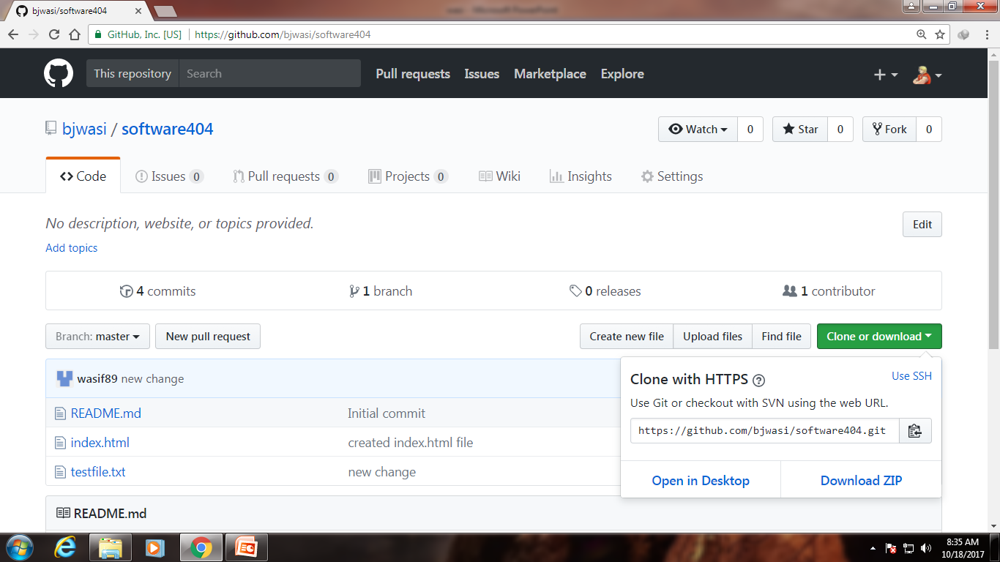 bjwasi/software404
wasi - Microsoft PowerPoint
GitHub, Inc. [US] https://github.com/bjwasi/software404
This repository Search Pull requests Issues Marketplace Explore
bjwasi / software404
Watch 0 Star 0 Fork 0
Code Issues 0 Pull requests 0 Projects 0 Wiki Insights Settings
No description, website, or topics provided.
Edit
Add topics
4 commits 1 branch 0 releases 1 contributor
Branch: master New pull request Create new file Upload files Find file Clone or download
wasif89 new change
README.md Initial commit
index.html created index.html file
testfile.txt new change
Clone with HTTPS Use SSH
Use Git or checkout with SVN using the web URL.
https://github.com/bjwasi/software404.git
Open in Desktop Download ZIP
README.md
8:35 AM
10/18/2017